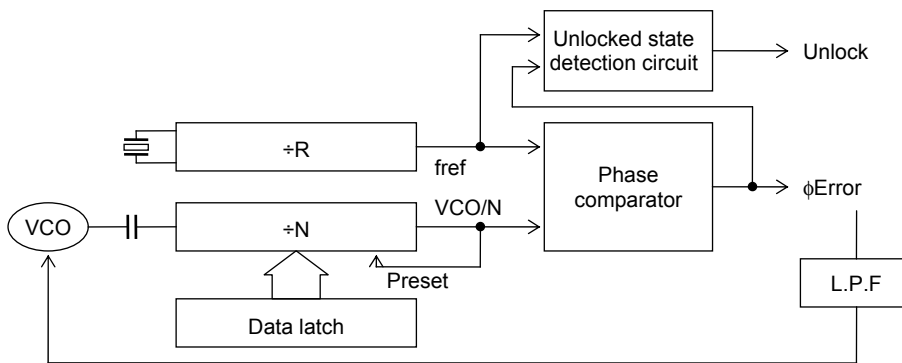 Unlocked state
detection circuit
Unlock
÷R
fref
Phase
comparator
φError
VCO
÷N
VCO/N
Preset
Data latch
L.P.F